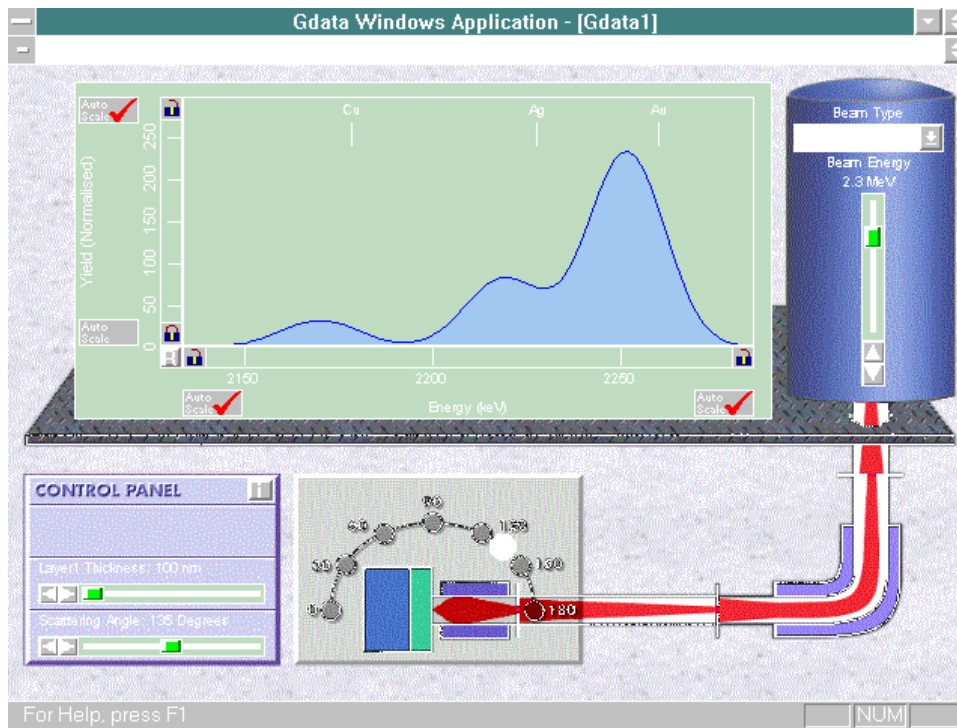 Gdata Windows Application - [Gdata1]
Auto
Scale
Cu
Ag
Au
Yield (Normalised)
250
200
150
100
50
0
Auto
Scale
R
2150
2200
2250
Auto
Scale
Energy (keV)
Auto
Scale
Beam Type
Beam Energy
2.3 MeV
CONTROL PANEL
Layer1 Thickness: 100 nm
Scattering Angle: 135 Degrees
90
150
180
For Help, press F1
NUM